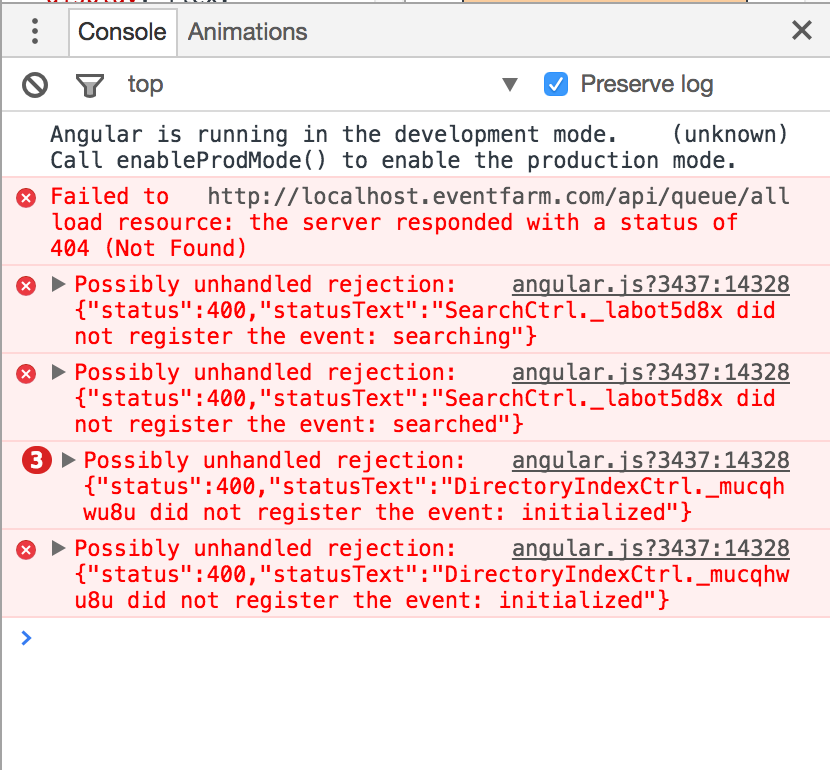 Console Animations
top Preserve log
Angular is running in the development mode. (unknown)
Call enableProdMode() to enable the production mode.
Failed to http://localhost.eventfarm.com/api/queue/all
load resource: the server responded with a status of
404 (Not Found)
Possibly unhandled rejection: angular.js?3437:14328
{"status":400,"statusText":"SearchCtrl._labot5d8x did
not register the event: searching"}
Possibly unhandled rejection: angular.js?3437:14328
{"status":400,"statusText":"SearchCtrl._labot5d8x did
not register the event: searched"}
3 Possibly unhandled rejection: angular.js?3437:14328
{"status":400,"statusText":"DirectoryIndexCtrl._mucqh
wu8u did not register the event: initialized"}
Possibly unhandled rejection: angular.js?3437:14328
{"status":400,"statusText":"DirectoryIndexCtrl._mucqhw
u8u did not register the event: initialized"}